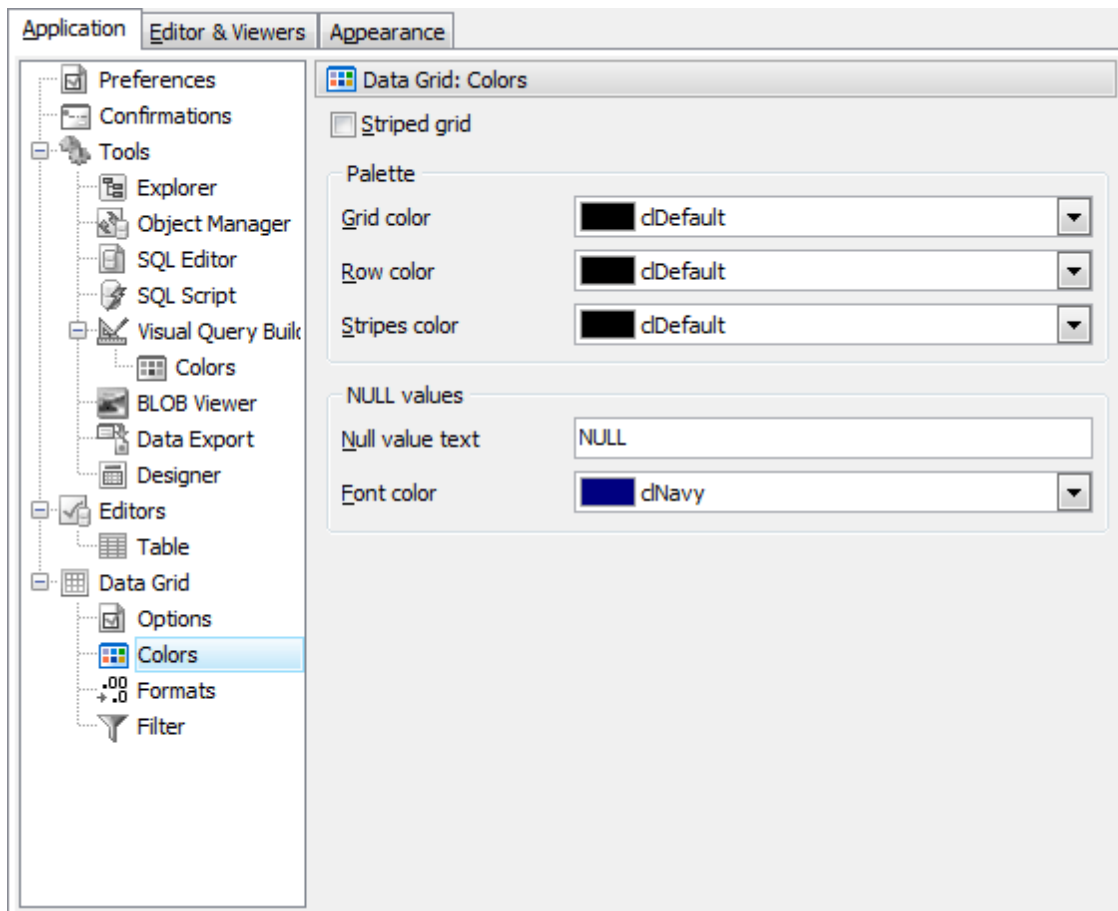 Application
Editor & Viewers
Appearance
Preferences
Confirmations
Tools
Explorer
Object Manager
SQL Editor
SQL Script
Visual Query Builc
Colors
BLOB Viewer
Data Export
Designer
Editors
Table
Data Grid
Options
Colors
Formats
Filter
Data Grid: Colors
Striped grid
Palette
Grid color clDefault
Row color clDefault
Stripes color clDefault
NULL values
Null value text NULL
Font color clNavy